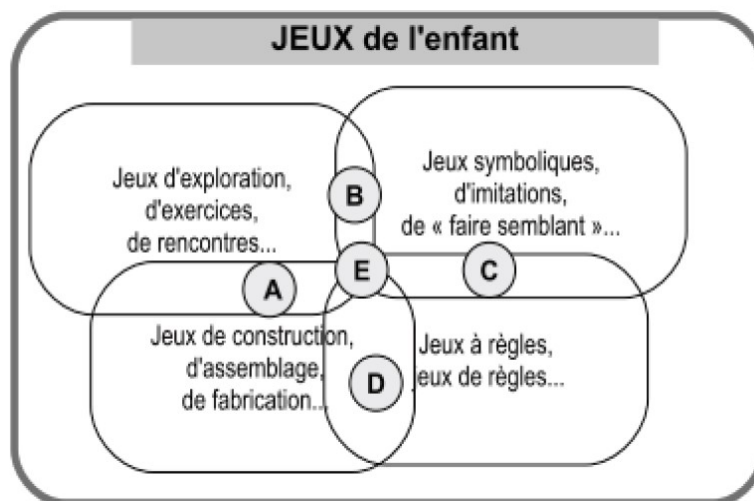 JEUX de l'enfant
Jeux d'exploration,
d'exercices,
de rencontres...
Jeux symboliques,
d'imitations,
de « faire semblant »...
B
E
C
A
Jeux de construction,
d'assemblage,
de fabrication...
Jeux à règles,
jeux de règles...
D